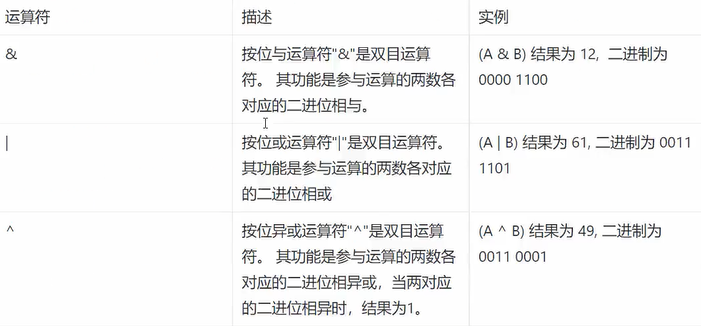 运算符 描述 实例
& 按位与运算符"&"是双目运算 (A & B) 结果为 12, 二进制为
符。 其功能是参与运算的两数各 0000 1100
对应的二进位相与。
| 按位或运算符"|"是双目运算符。 (A | B) 结果为 61, 二进制为 0011
其功能是参与运算的两数各对应 1101
的二进位相或
^ 按位异或运算符"^"是双目运算 (A ^ B) 结果为 49, 二进制为
符。 其功能是参与运算的两数各 0011 0001
对应的二进位相异或，当两对应
的二进位相异时，结果为1。